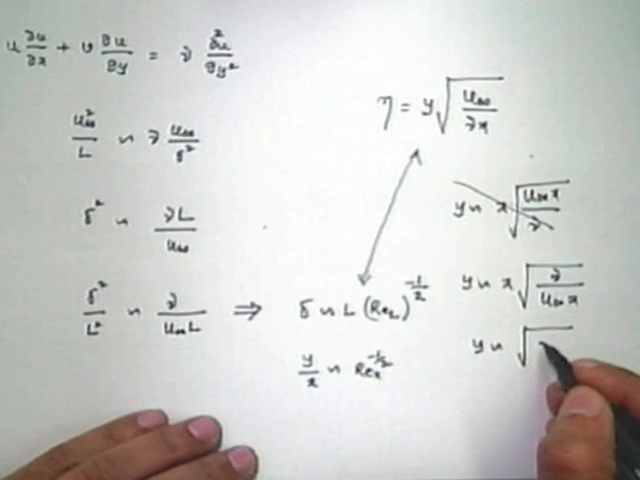 u ∂u/∂x + v ∂u/∂y = ν ∂²u/∂y²
u∞²/L ~ ν u∞/δ²
δ² ~ νL/u∞
δ²/L² ~ ν/u∞L ⇒ δ ~ L (Re_L)^-1/2
y/x ~ Re_x^-1/2
η = y √(u∞/νx)
y ~ x √(u∞x/ν)
y ~ x √(ν/u∞x)
y ~ √